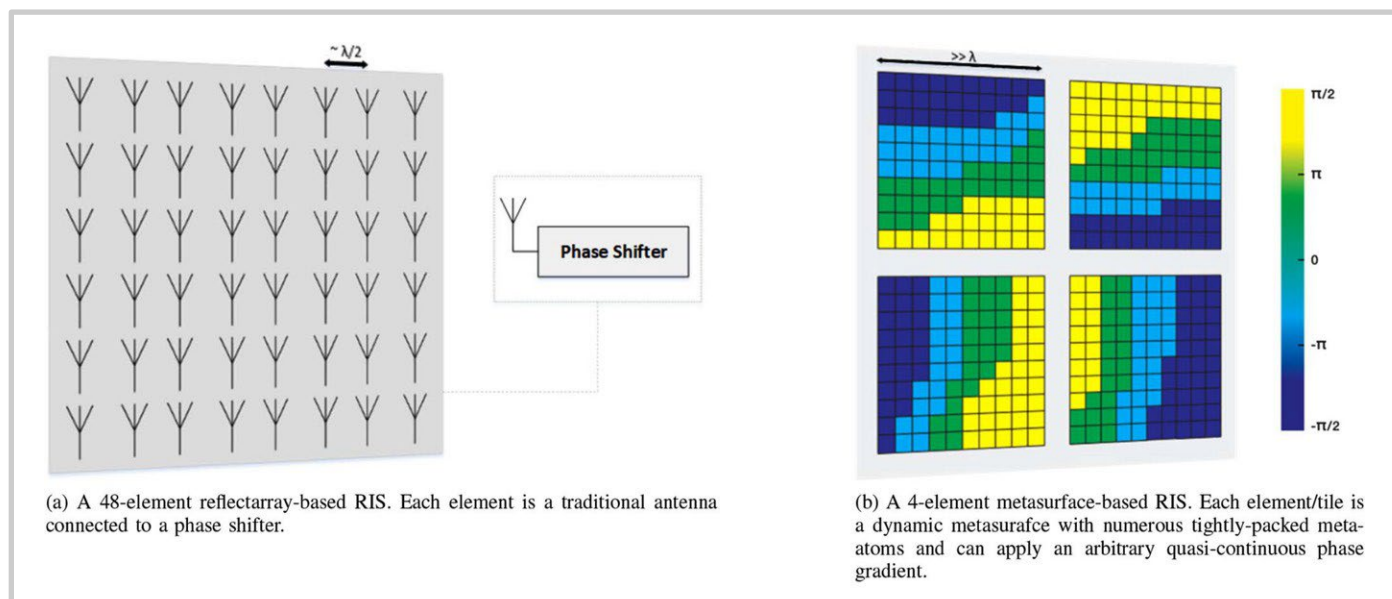 ~ λ/2
Phase Shifter
(a) A 48-element reflectarray-based RIS. Each element is a traditional antenna
connected to a phase shifter.
>> λ
π/2
π
0
-π
-π/2
(b) A 4-element metasurface-based RIS. Each element/tile is
a dynamic metasurafce with numerous tightly-packed meta-
atoms and can apply an arbitrary quasi-continuous phase
gradient.